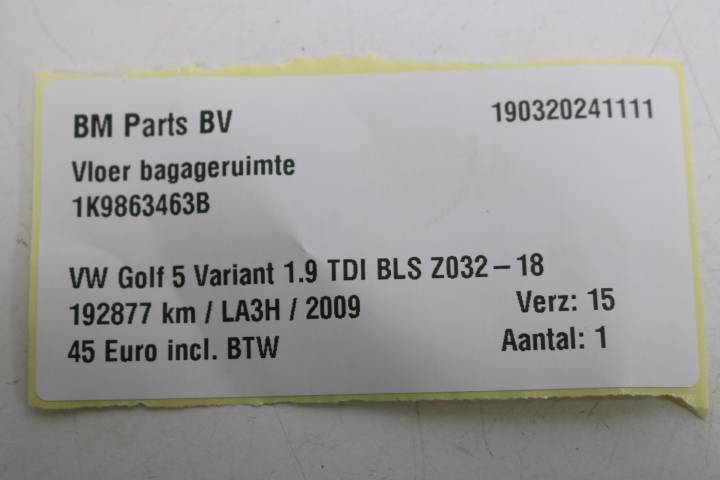 BM Parts BV 190320241111
Vloer bagageruimte
1K9863463B
VW Golf 5 Variant 1.9 TDI BLS Z032 – 18
192877 km / LA3H / 2009 Verz: 15
45 Euro incl. BTW Aantal: 1